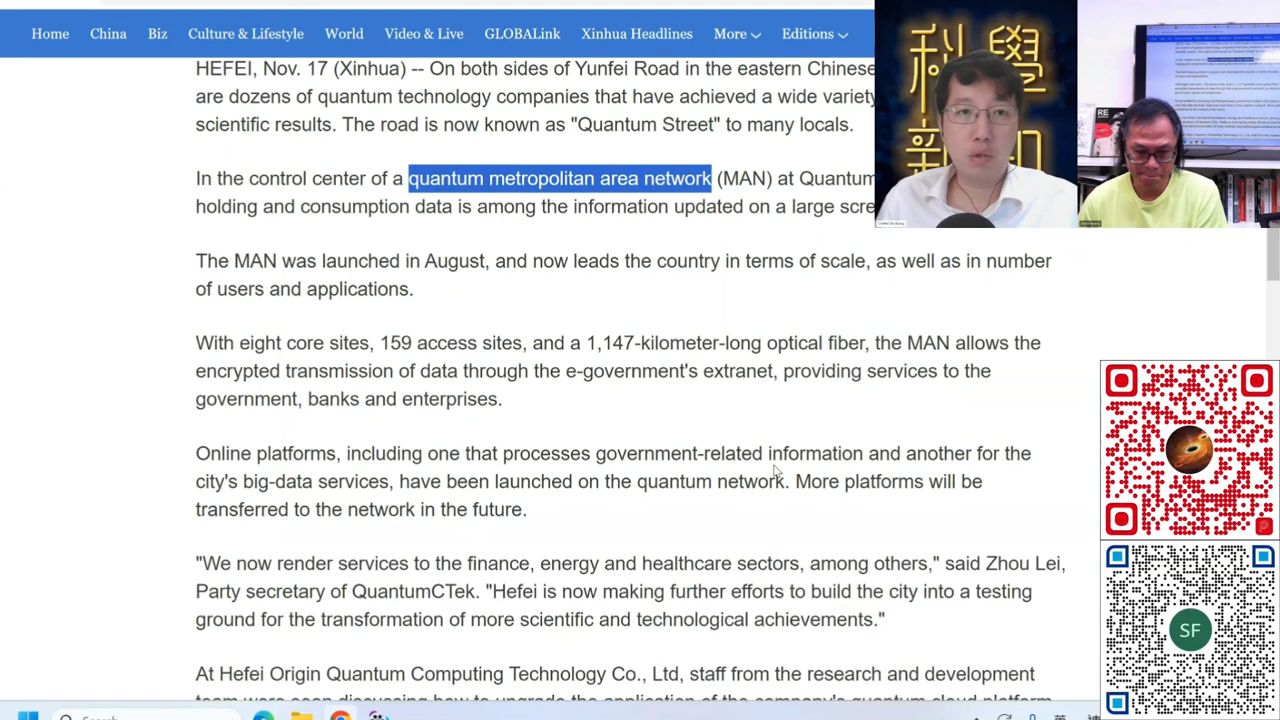 Home China Biz Culture & Lifestyle World Video & Live GLOBALink Xinhua Headlines More Editions
HEFEI, Nov. 17 (Xinhua) -- On
Road in the east
are dozens of quantum technology
that have achieved a wide variety
scientific results. The road is known as "Quantum Street" to many locals.
In the control center of a quantum metropolitan area network (MAN) at Quantum
holding and consumption data is among the information updated on a large
The MAN was launched in August, and now leads the country in terms of scale, as well as in number
of users and applications.
With eight core sites, 159 access sites, and a 1,147-kilometer-long optical fiber, the MAN allows the
encrypted transmission of data through the e-government's extranet, providing services to the
government, banks and enterprises.
Online platforms, including one that processes government-related information and another for the
city's big-data services, have been launched on the quantum network. More platforms will be
transferred to the network in the future.
"We now render services to the finance, energy and healthcare sectors, among others," said Zhou Lei,
Party secretary of QuantumCTek. "Hefei is now making further efforts to build the city into a testing
ground for the transformation of more scientific and technological achievements."
At Hefei Origin Quantum Computing Technology Co., Ltd, staff from the research and development
科學
新知
RE
SF
Search
英